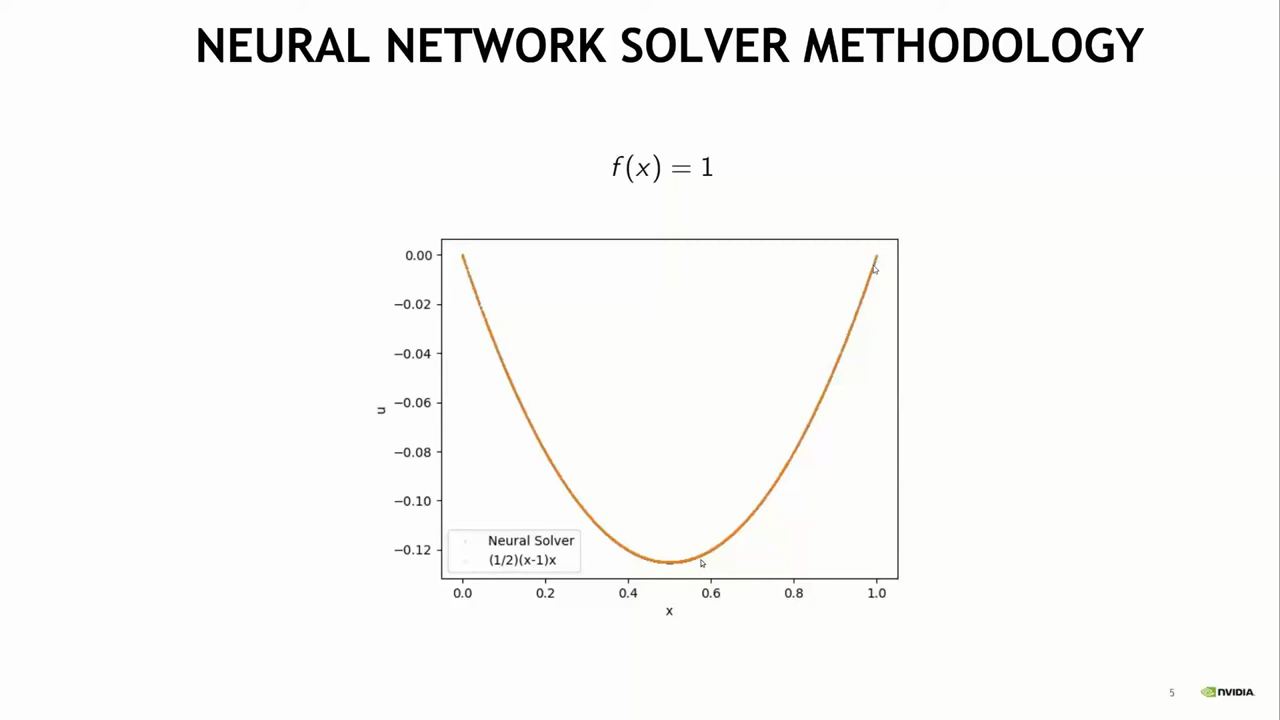 NEURAL NETWORK SOLVER METHODOLOGY
f(x) = 1
0.00
−0.02
−0.04
−0.06
−0.08
−0.10
−0.12
u
Neural Solver
(1/2)(x-1)x
0.0 0.2 0.4 0.6 0.8 1.0
x
5 NVIDIA.